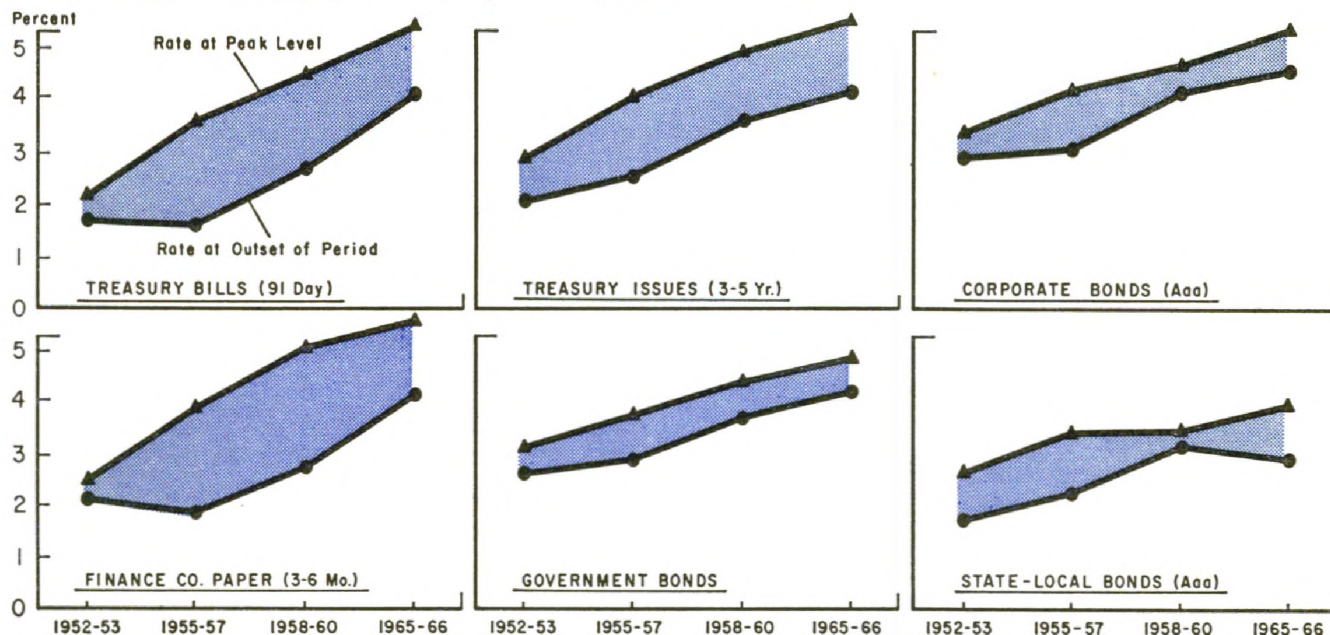 Percent
5
4
3
2
1
0
Rate at Peak Level
Rate at Outset of Period
TREASURY BILLS (91 Day)
TREASURY ISSUES (3-5 Yr.)
CORPORATE BONDS (Aaa)
5
4
3
2
1
0
FINANCE CO. PAPER (3-6 Mo.)
GOVERNMENT BONDS
STATE-LOCAL BONDS (Aaa)
1952-53 1955-57 1958-60 1965-66 1952-53 1955-57 1958-60 1965-66 1952-53 1955-57 1958-60 1965-66